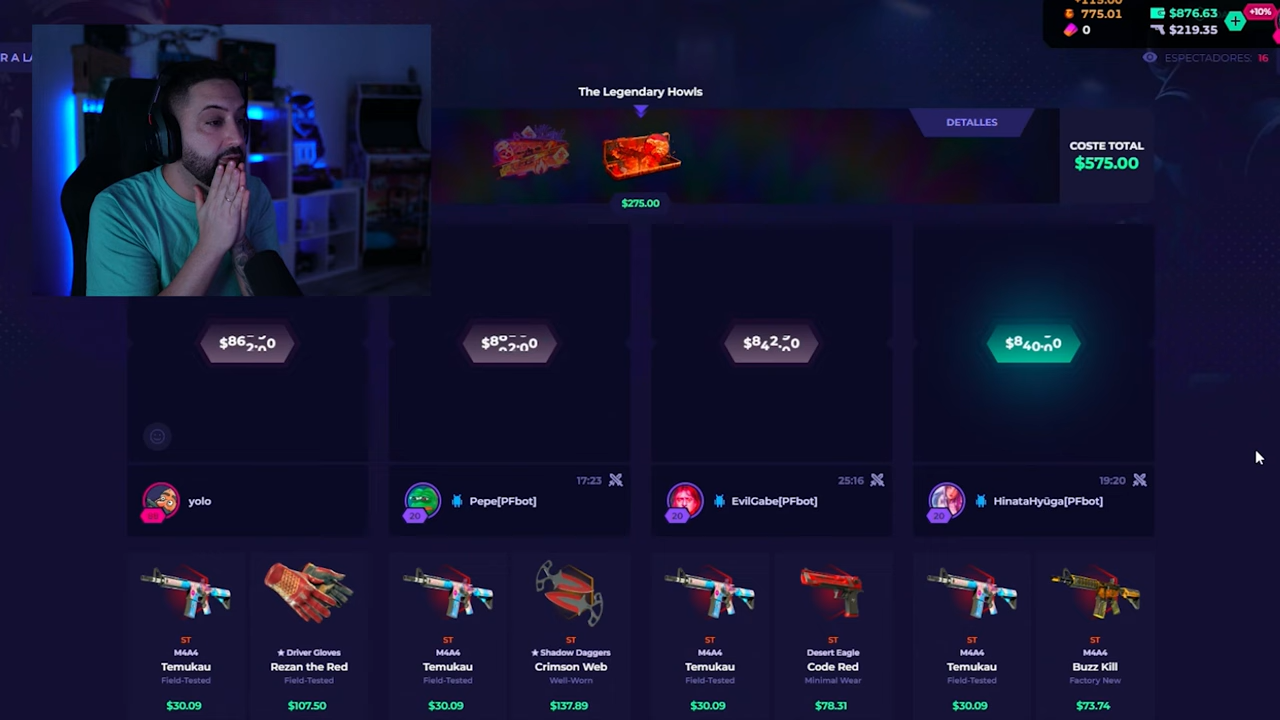 775.01
$876.63
+10%
0
$219.35
R A LA
ESPECTADORES: 16
The Legendary Howls
DETALLES
COSTE TOTAL
$575.00
$275.00
17:23
25:16
19:20
yolo
Pepe[PFbot]
EvilGabe[PFbot]
HinataHyūga[PFbot]
20
20
20
ST
ST
ST
ST
ST
ST
ST
M4A4
★ Driver Gloves
M4A4
★ Shadow Daggers
M4A4
Desert Eagle
M4A4
M4A4
Temukau
Rezan the Red
Temukau
Crimson Web
Temukau
Code Red
Temukau
Buzz Kill
Field-Tested
Field-Tested
Field-Tested
Well-Worn
Field-Tested
Minimal Wear
Field-Tested
Factory New
$30.09
$107.50
$30.09
$137.89
$30.09
$78.31
$30.09
$73.74